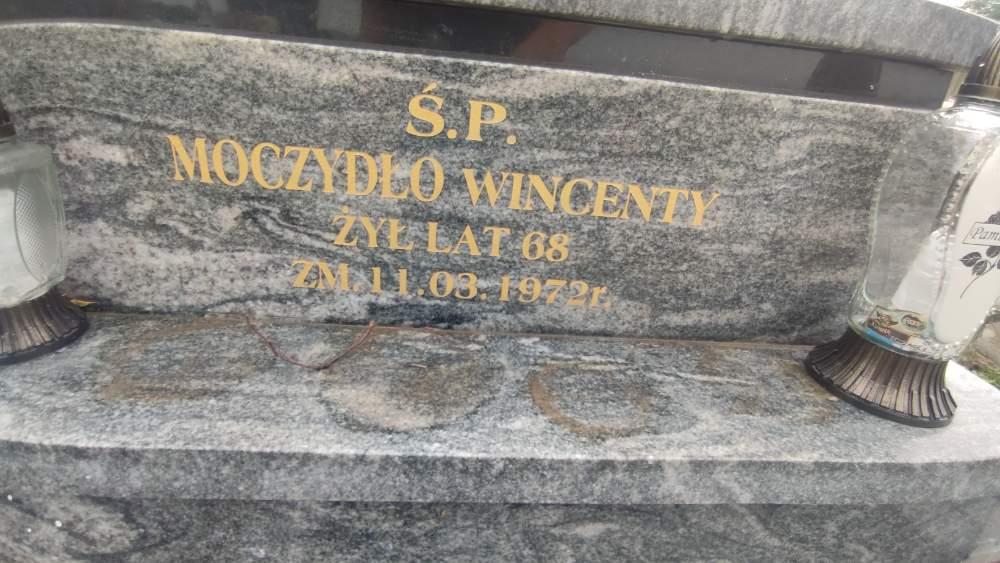 Ś.P.
MOCZYDŁO WINCENTY
ŻYŁ LAT 68
ZM. 11.03.1972r.